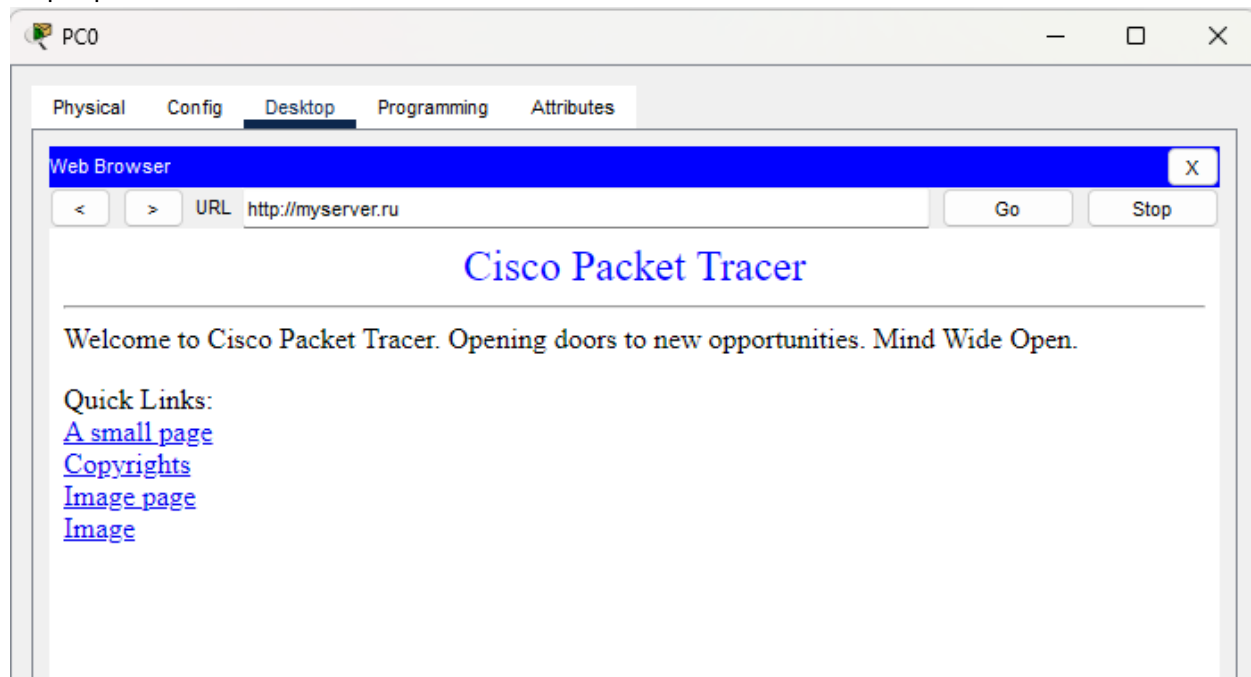 PC0
Physical Config Desktop Programming Attributes
Web Browser X
< > URL http://myserver.ru Go Stop
Cisco Packet Tracer
Welcome to Cisco Packet Tracer. Opening doors to new opportunities. Mind Wide Open.
Quick Links:
A small page
Copyrights
Image page
Image